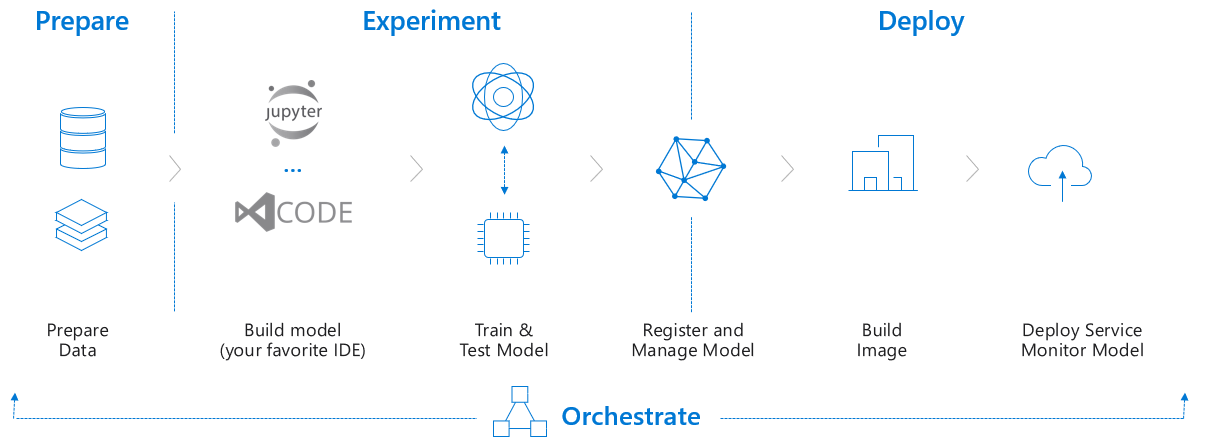 Prepare
Experiment
Deploy
jupyter
...
CODE
Prepare
Data
Build model
(your favorite IDE)
Train &
Test Model
Register and
Manage Model
Build
Image
Deploy Service
Monitor Model
Orchestrate